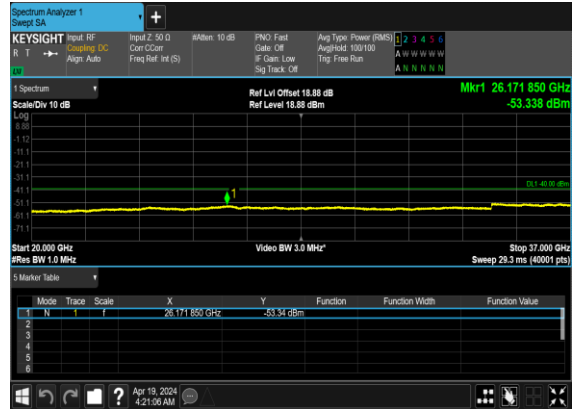 Spectrum Analyzer 1
Swept SA
+
KEYSIGHT Input: RF Input Z: 50 Ω #Atten: 10 dB PNO: Fast Avg Type: Power (RMS) 1 2 3 4 5 6
R T Coupling: DC Corr CCorr Gate: Off Avg|Hold: 100/100 A W W W W W
Align: Auto Freq Ref: Int (S) IF Gain: Low Trig: Free Run
Sig Track: Off A N N N N N
1 Spectrum Ref Lvl Offset 18.88 dB Mkr1 26.171 850 GHz
Scale/Div 10 dB Ref Level 18.88 dBm -53.338 dBm
Log
8.88
-1.12
-11.1
-21.1
-31.1
DL1 -40.00 dBm
-41.1
1
-51.1
-61.1
-71.1
Start 20.000 GHz Video BW 3.0 MHz* Stop 37.000 GHz
#Res BW 1.0 MHz Sweep 29.3 ms (40001 pts)
5 Marker Table
Mode Trace Scale X Y Function Function Width Function Value
1 N 1 f 26.171 850 GHz -53.34 dBm
2
3
4
5
6
? Apr 19, 2024
4:21:06 AM